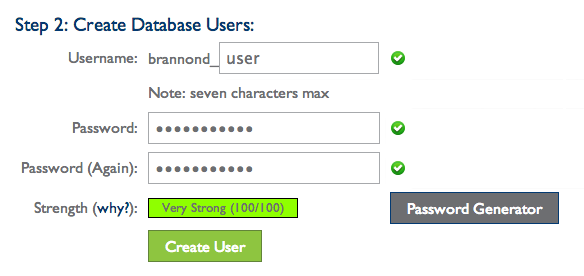 Step 2: Create Database Users:
Username: brannond_ user
Note: seven characters max
Password: •••••••••••
Password (Again): •••••••••••
Strength (why?): Very Strong (100/100) Password Generator
Create User